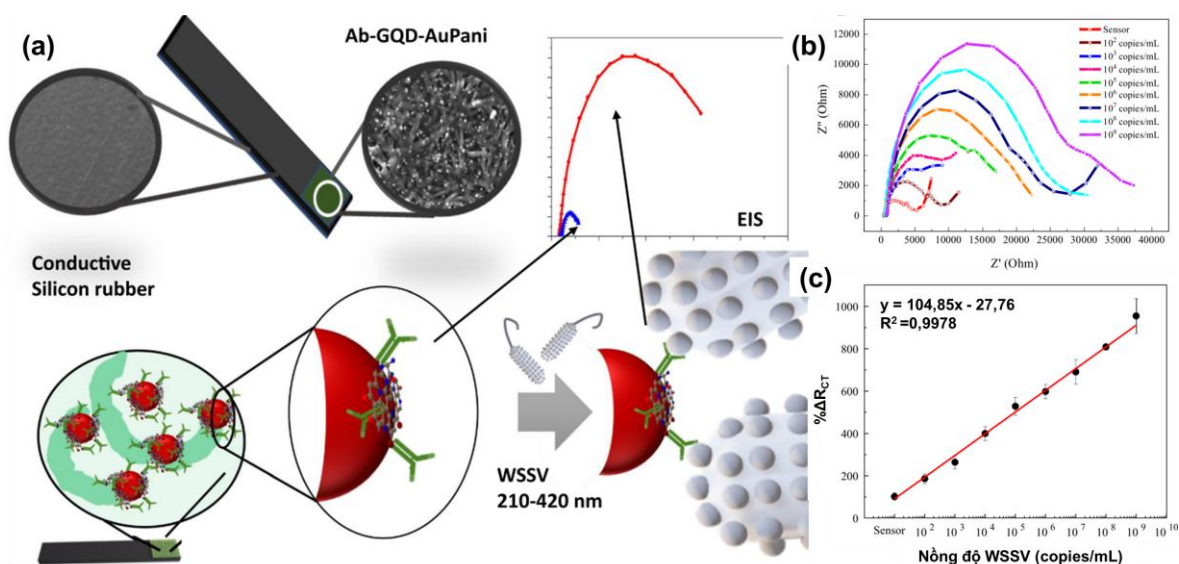 (a)
Ab-GQD-AuPani
EIS
Conductive
Silicon rubber
WSSV
210-420 nm
(b)
Z'' (Ohm)
12000
10000
8000
6000
4000
2000
0
Sensor
10² copies/mL
10³ copies/mL
10⁴ copies/mL
10⁵ copies/mL
10⁶ copies/mL
10⁷ copies/mL
10⁸ copies/mL
10⁹ copies/mL
0 5000 10000 15000 20000 25000 30000 35000 40000
Z' (Ohm)
(c)
y = 104,85x - 27,76
R² =0,9978
%ΔR_CT
1000
800
600
400
200
0
Sensor 10² 10³ 10⁴ 10⁵ 10⁶ 10⁷ 10⁸ 10⁹ 10¹⁰
Nồng độ WSSV (copies/mL)